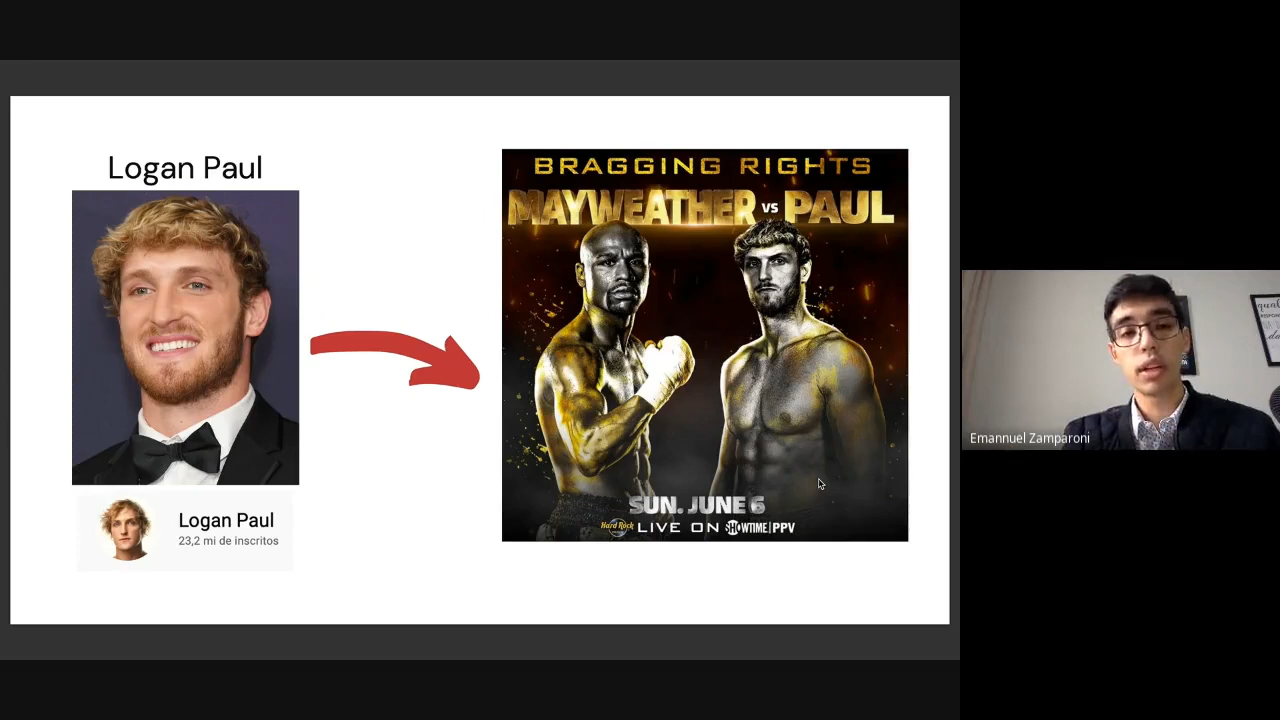 Logan Paul
Logan Paul
23,2 mi de inscritos
BRAGGING RIGHTS
MAYWEATHER VS PAUL
SUN. JUNE 6
Hard Rock LIVE ON SHOWTIME PPV
Emannuel Zamparoni